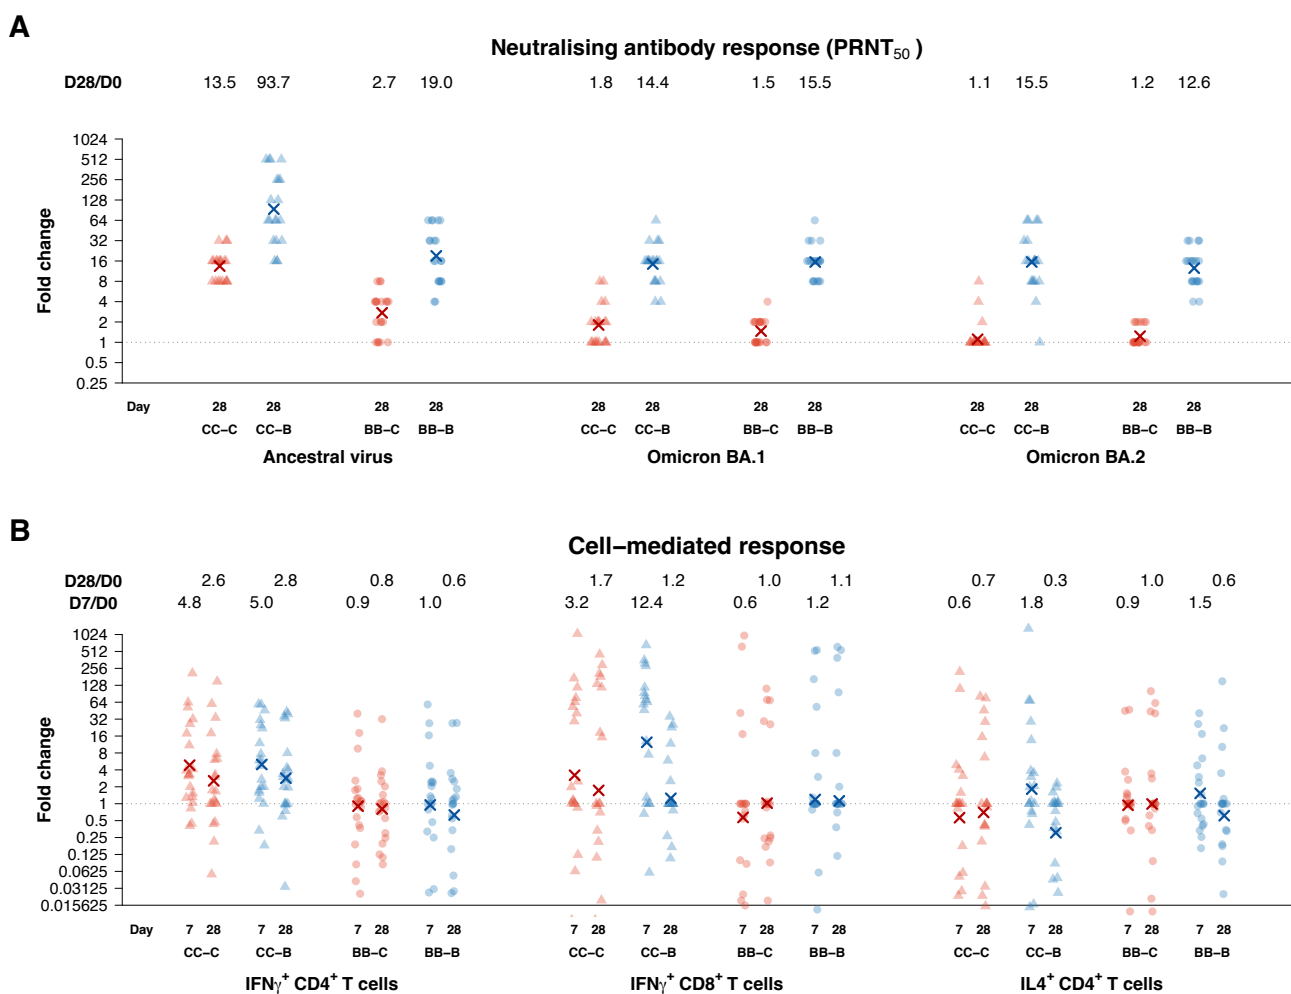 A
Neutralising antibody response (PRNT50 )
D28/D0 13.5 93.7 2.7 19.0 1.8 14.4 1.5 15.5 1.1 15.5 1.2 12.6
Fold change
1024
512
256
128
64
32
16
8
4
2
1
0.5
0.25
Day 28 28 28 28 28 28 28 28 28 28 28 28
CC–C CC–B BB–C BB–B CC–C CC–B BB–C BB–B CC–C CC–B BB–C BB–B
Ancestral virus Omicron BA.1 Omicron BA.2
B
Cell–mediated response
D28/D0 2.6 2.8 0.8 0.6 1.7 1.2 1.0 1.1 0.7 0.3 1.0 0.6
D7/D0 4.8 5.0 0.9 1.0 3.2 12.4 0.6 1.2 0.6 1.8 0.9 1.5
Fold change
1024
512
256
128
64
32
16
8
4
2
1
0.5
0.25
0.125
0.0625
0.03125
0.015625
Day 7 28 7 28 7 28 7 28 7 28 7 28 7 28 7 28 7 28 7 28 7 28 7 28
CC–C CC–B BB–C BB–B CC–C CC–B BB–C BB–B CC–C CC–B BB–C BB–B
IFNγ+ CD4+ T cells IFNγ+ CD8+ T cells IL4+ CD4+ T cells